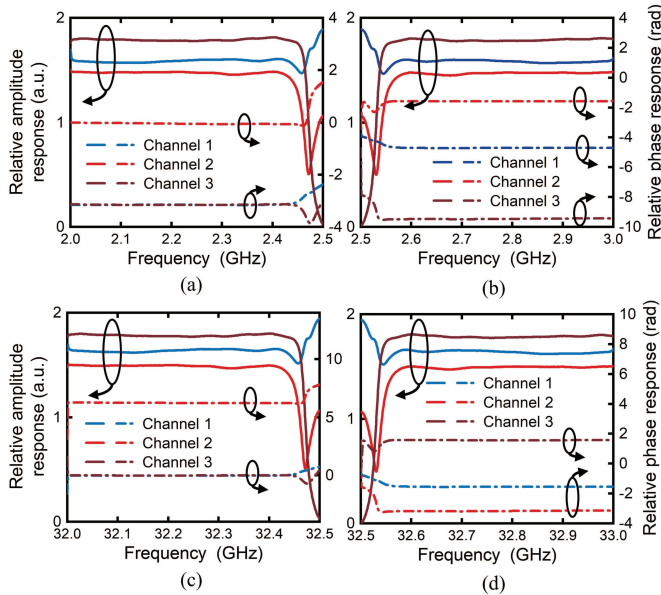 Relative amplitude
response (a.u.)
2
1
0
4
2
0
-2
-4
Channel 1
Channel 2
Channel 3
2.0
2.1
2.2
2.3
2.4
2.5
Frequency (GHz)
(a)
2
1
0
4
2
0
-2
-4
-6
-8
-10
Relative phase response (rad)
Channel 1
Channel 2
Channel 3
2.5
2.6
2.7
2.8
2.9
3.0
Frequency (GHz)
(b)
Relative amplitude
response (a.u.)
2
1
0
10
5
0
Channel 1
Channel 2
Channel 3
32.0
32.1
32.2
32.3
32.4
32.5
Frequency (GHz)
(c)
2
1
0
10
8
6
4
2
0
-2
-4
Relative phase response (rad)
Channel 1
Channel 2
Channel 3
32.5
32.6
32.7
32.8
32.9
33.0
Frequency (GHz)
(d)